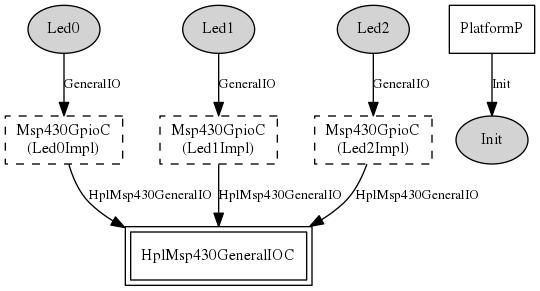 Led0
Led1
Led2
PlatformP
GeneralIO
GeneralIO
GeneralIO
Init
Msp430GpioC
(Led0Impl)
Msp430GpioC
(Led1Impl)
Msp430GpioC
(Led2Impl)
Init
HplMsp430GeneralIO
HplMsp430GeneralIO
HplMsp430GeneralIO
HplMsp430GeneralIOC